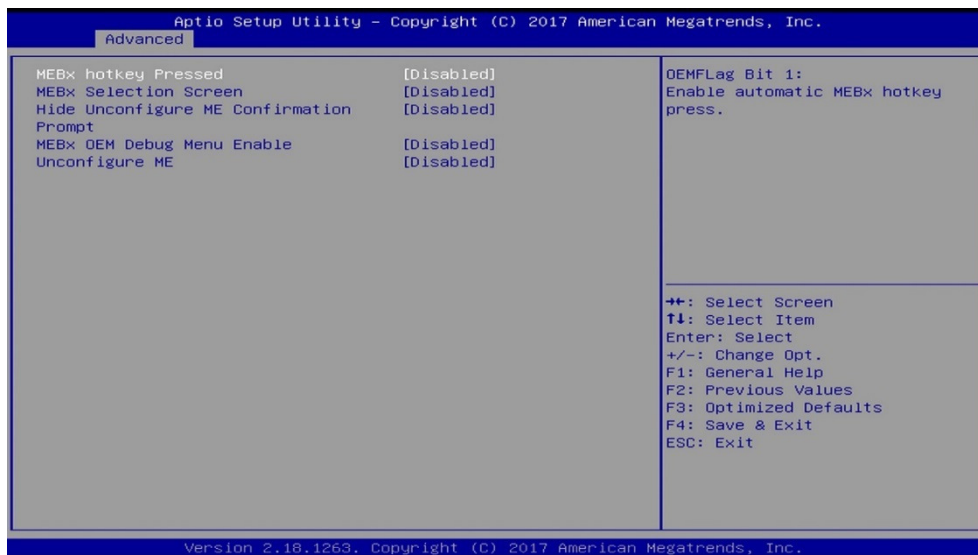 Aptio Setup Utility – Copyright (C) 2017 American Megatrends, Inc.
Advanced
MEBx hotkey Pressed [Disabled]
MEBx Selection Screen [Disabled]
Hide Unconfigure ME Confirmation [Disabled]
Prompt
MEBx OEM Debug Menu Enable [Disabled]
Unconfigure ME [Disabled]
OEMFLag Bit 1:
Enable automatic MEBx hotkey
press.
→←: Select Screen
↑↓: Select Item
Enter: Select
+/-: Change Opt.
F1: General Help
F2: Previous Values
F3: Optimized Defaults
F4: Save & Exit
ESC: Exit
Version 2.18.1263. Copyright (C) 2017 American Megatrends, Inc.